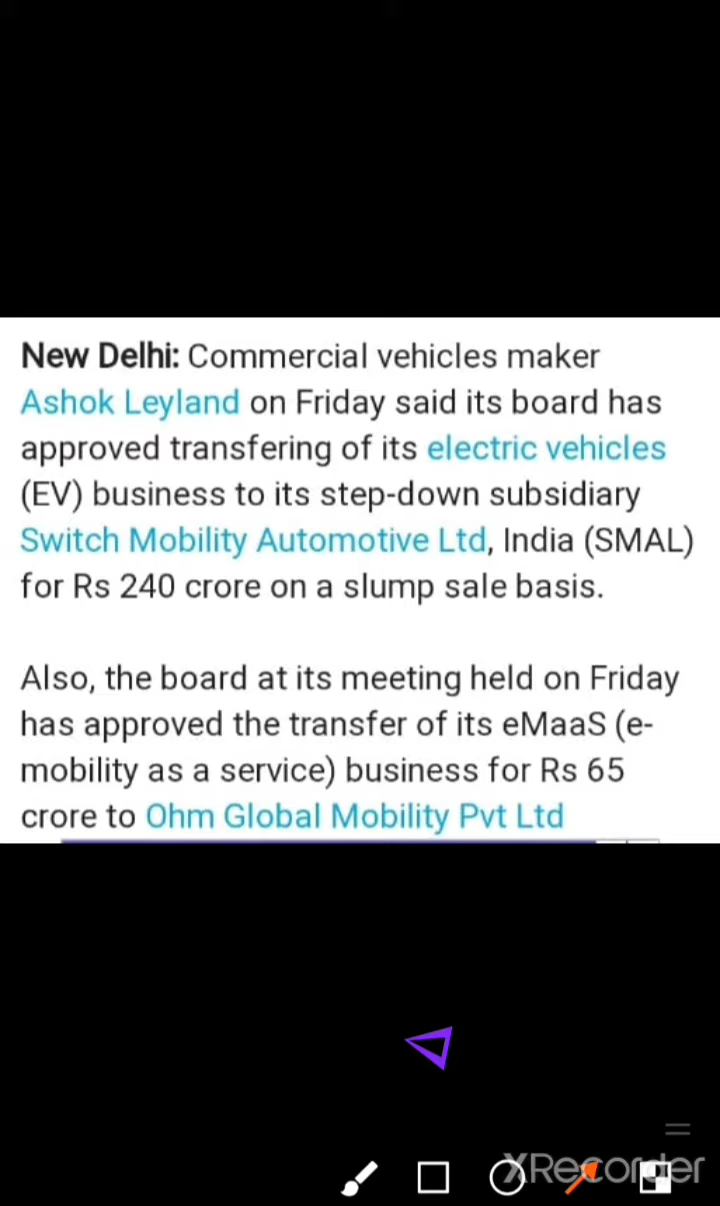 New Delhi: Commercial vehicles maker
Ashok Leyland on Friday said its board has
approved transfering of its electric vehicles
(EV) business to its step-down subsidiary
Switch Mobility Automotive Ltd, India (SMAL)
for Rs 240 crore on a slump sale basis.
Also, the board at its meeting held on Friday
has approved the transfer of its eMaaS (e-
mobility as a service) business for Rs 65
crore to Ohm Global Mobility Pvt Ltd
XRecorder